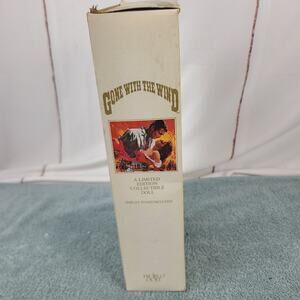 GONE WITH THE WIND
A LIMITED
EDITION
COLLECTIBLE
DOLL